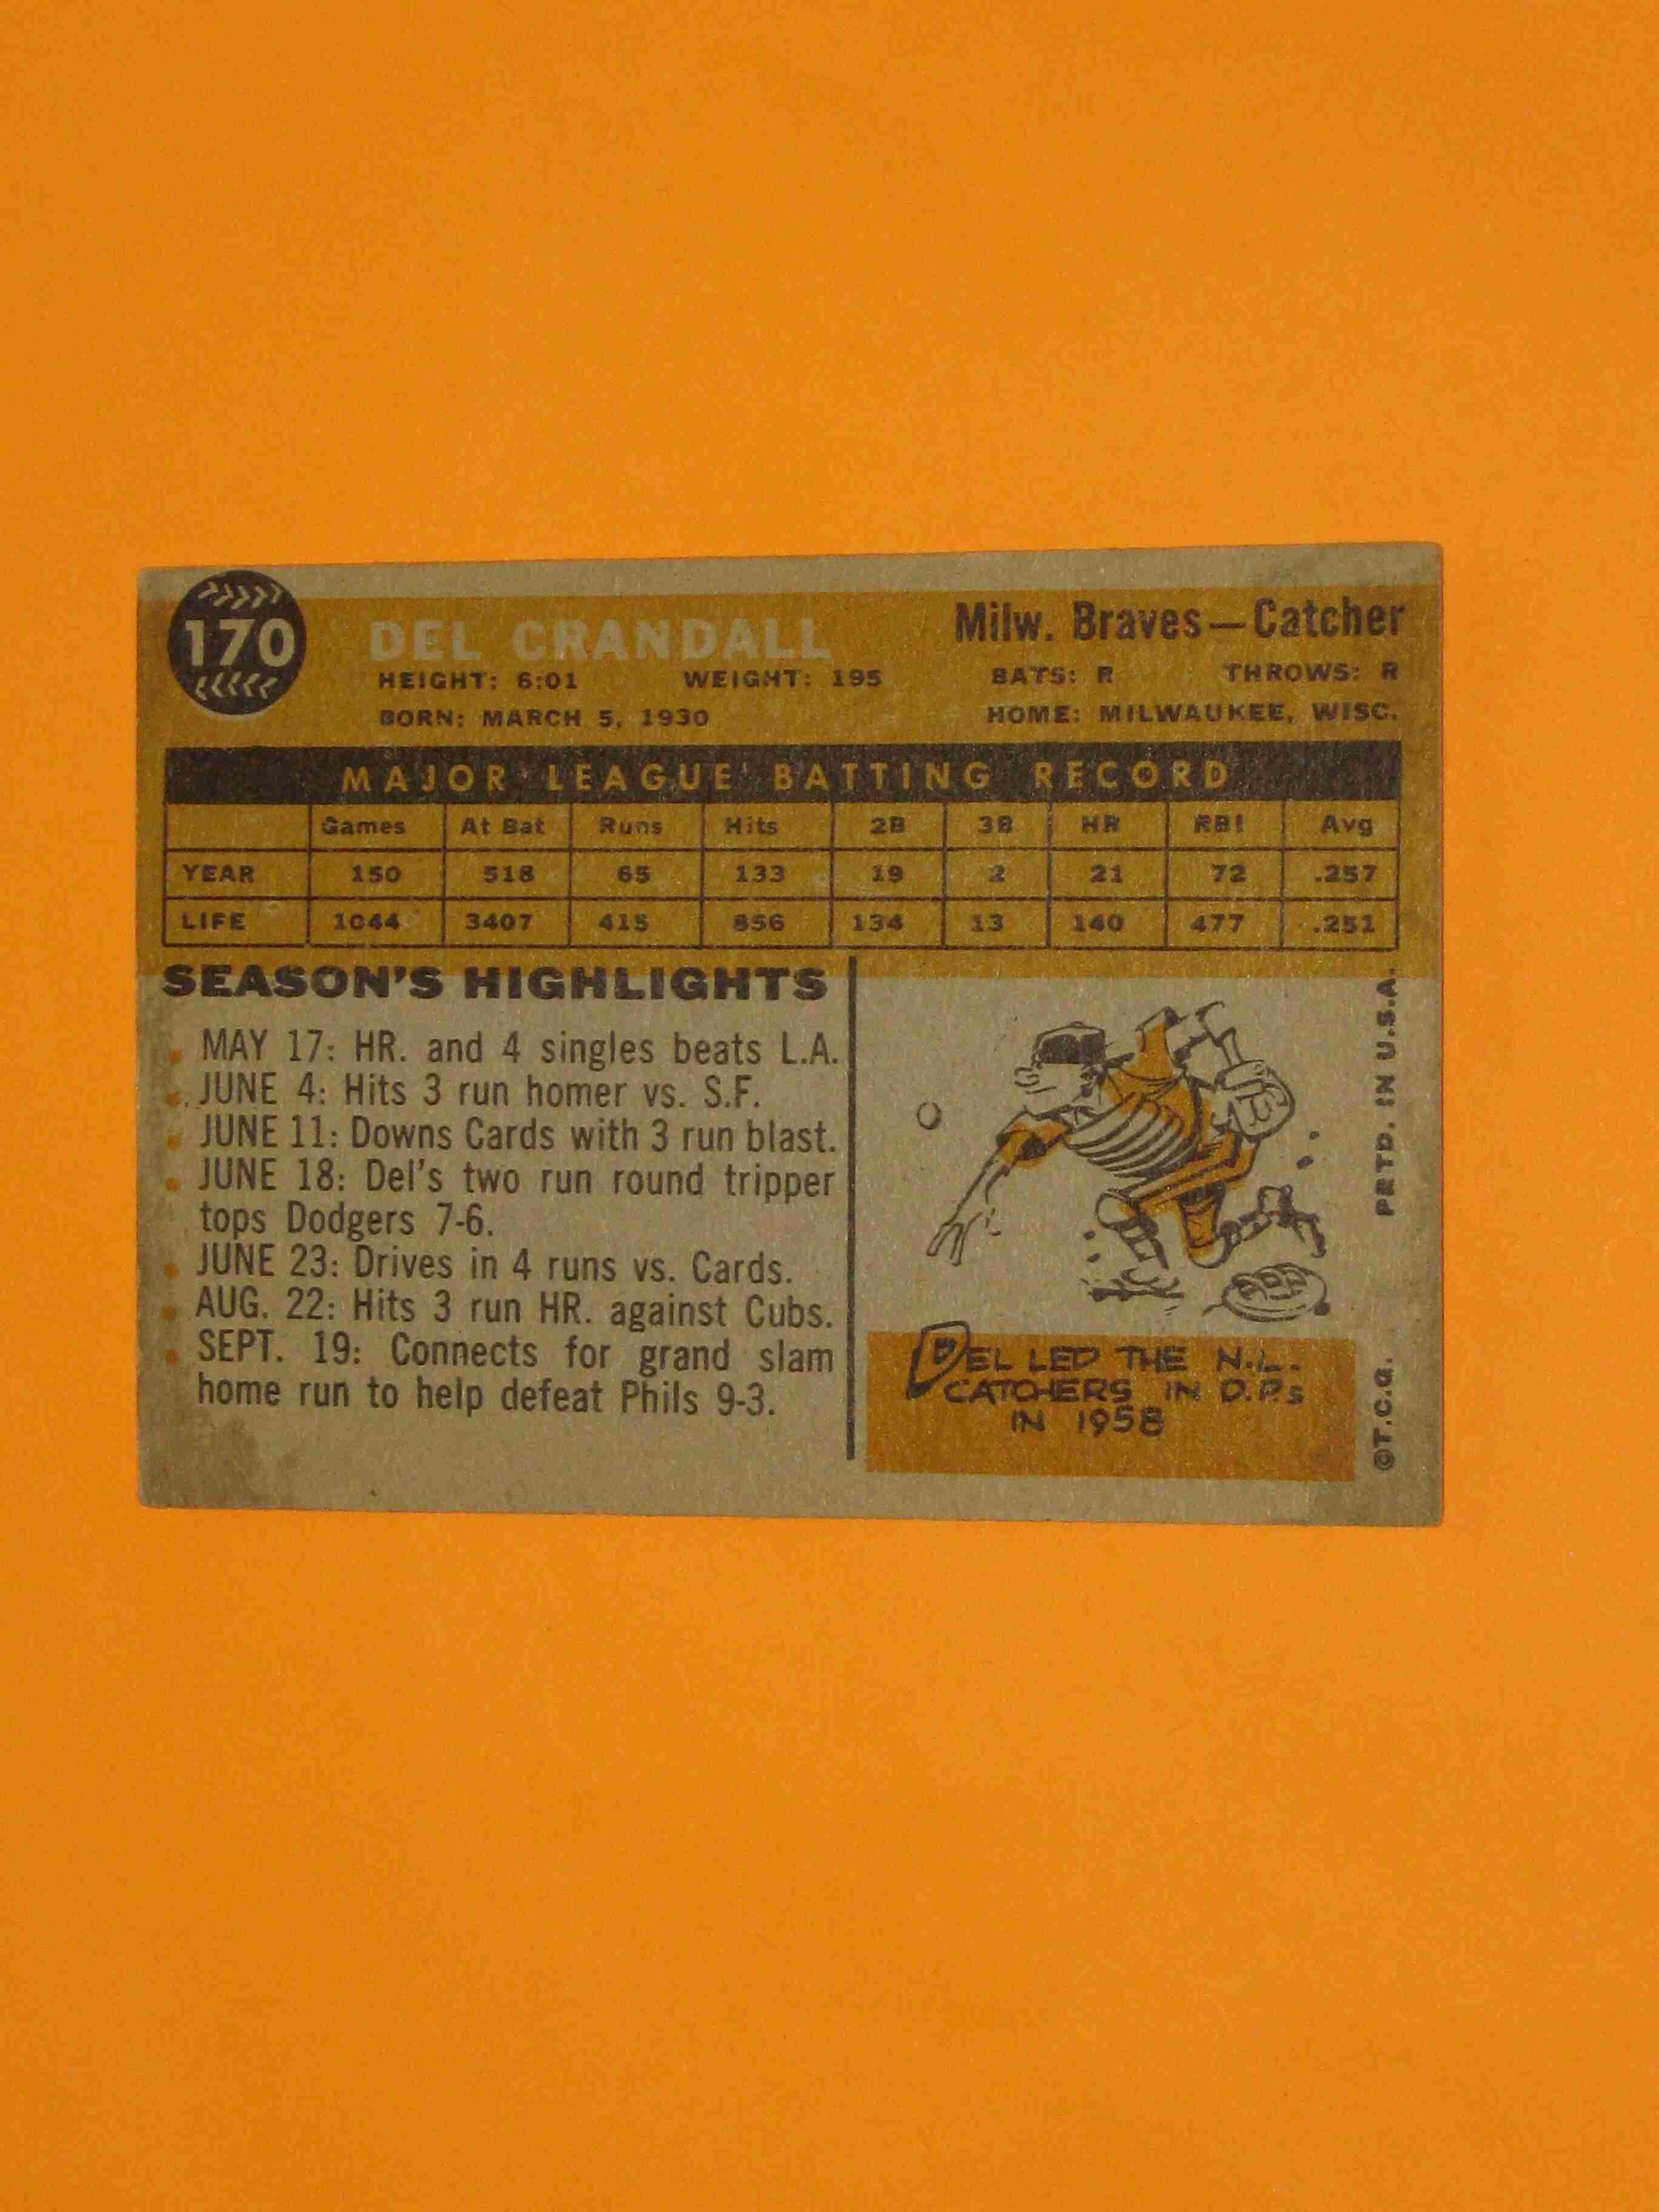 170
DEL CRANDALL
Milw. Braves—Catcher
HEIGHT: 6:01 WEIGHT: 195 BATS: R THROWS: R
BORN: MARCH 5, 1930 HOME: MILWAUKEE, WISC.
MAJOR LEAGUE BATTING RECORD
Games At Bat Runs Hits 2B 3B HR RBI Avg
YEAR 150 518 65 133 19 2 21 72 .257
LIFE 1044 3407 415 856 134 13 140 477 .251
SEASON'S HIGHLIGHTS
MAY 17: HR. and 4 singles beats L.A.
JUNE 4: Hits 3 run homer vs. S.F.
JUNE 11: Downs Cards with 3 run blast.
JUNE 18: Del's two run round tripper
tops Dodgers 7-6.
JUNE 23: Drives in 4 runs vs. Cards.
AUG. 22: Hits 3 run HR. against Cubs.
SEPT. 19: Connects for grand slam
home run to help defeat Phils 9-3.
DEL LED THE N.L.
CATCHERS IN D.P.s
IN 1958
©T.C.G. PRTD. IN U.S.A.